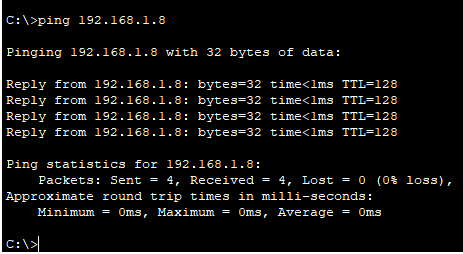 C:\>ping 192.168.1.8
Pinging 192.168.1.8 with 32 bytes of data:
Reply from 192.168.1.8: bytes=32 time<1ms TTL=128
Reply from 192.168.1.8: bytes=32 time<1ms TTL=128
Reply from 192.168.1.8: bytes=32 time<1ms TTL=128
Reply from 192.168.1.8: bytes=32 time<1ms TTL=128
Ping statistics for 192.168.1.8:
    Packets: Sent = 4, Received = 4, Lost = 0 (0% loss),
Approximate round trip times in milli-seconds:
    Minimum = 0ms, Maximum = 0ms, Average = 0ms
C:\>